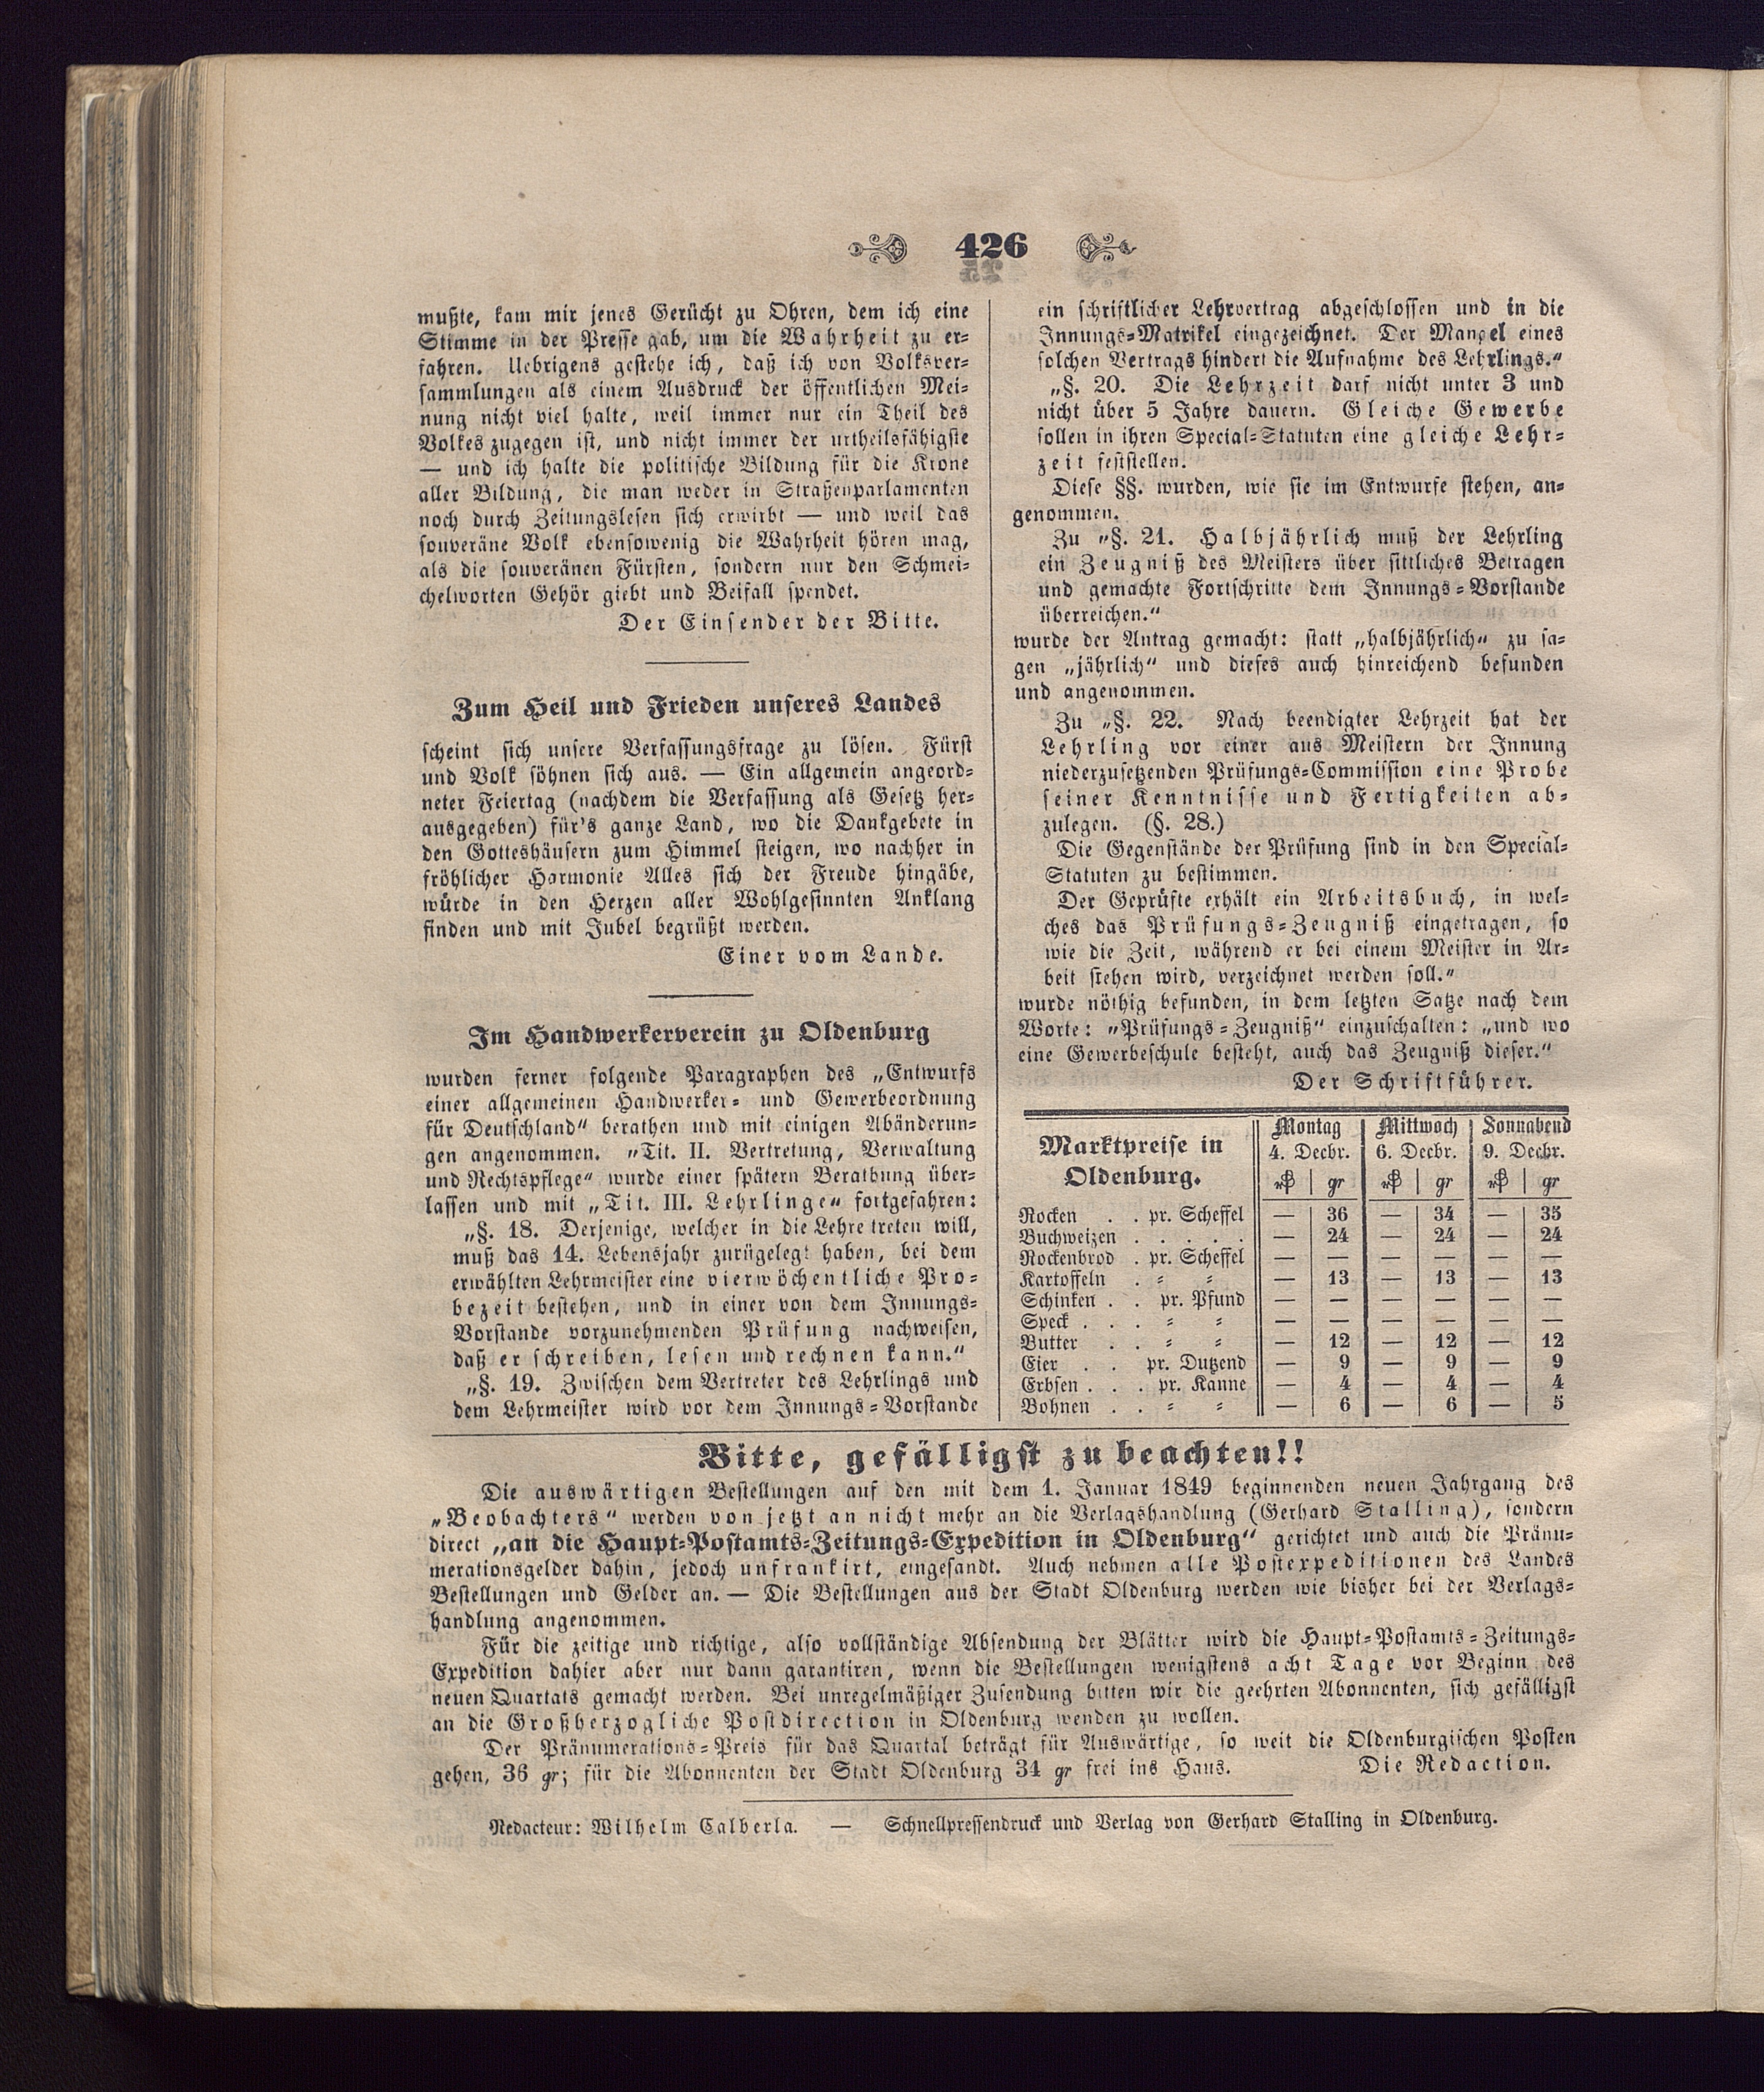 426
mußte, kam mir jenes Gerücht zu Ohren, dem ich eine
Stimme in der Presse gab, um die Wahrheit zu er-
fahren. Uebrigens gestehe ich, daß ich von Volksver-
sammlungen als einem Ausdruck der öffentlichen Mei-
nung nicht viel halte, weil immer nur ein Theil des
Volkes zugegen ist, und nicht immer der urtheilsfähigste
— und ich halte die politische Bildung für die Krone
aller Bildung, die man weder in Straßenparlamenten
noch durch Zeitungslesen sich erwirbt — und weil das
souveräne Volk ebensowenig die Wahrheit hören mag,
als die souveränen Fürsten, sondern nur den Schmei-
chelworten Gehör giebt und Beifall spendet.
Der Einsender der Bitte.
Zum Heil und Frieden unseres Landes
scheint sich unsere Verfassungsfrage zu lösen. Fürst
und Volk söhnen sich aus. — Ein allgemein angeord-
neter Feiertag (nachdem die Verfassung als Gesetz her-
ausgegeben) für's ganze Land, wo die Dankgebete in
den Gotteshäusern zum Himmel steigen, wo nachher in
fröhlicher Harmonie Alles sich der Freude hingäbe,
würde in den Herzen aller Wohlgesinnten Anklang
finden und mit Jubel begrüßt werden.
Einer vom Lande.
Im Handwerkerverein zu Oldenburg
wurden ferner folgende Paragraphen des „Entwurfs
einer allgemeinen Handwerker- und Gewerbeordnung
für Deutschland“ berathen und mit einigen Abänderun-
gen angenommen. „Tit. II. Vertretung, Verwaltung
und Rechtspflege“ wurde einer spätern Berathung über-
lassen und mit „Tit. III. Lehrlinge“ fortgefahren:
„§. 18. Derjenige, welcher in die Lehre treten will,
muß das 14. Lebensjahr zurügelegt haben, bei dem
erwählten Lehrmeister eine vierwöchentliche Pro-
bezeit bestehen, und in einer von dem Innungs-
Vorstande vorzunehmenden Prüfung nachweisen,
daß er schreiben, lesen und rechnen kann.“
„§. 19. Zwischen dem Vertreter des Lehrlings und
dem Lehrmeister wird vor dem Innungs-Vorstande
ein schriftlicher Lehrvertrag abgeschlossen und in die
Innungs-Matrikel eingezeichnet. Der Mangel eines
solchen Vertrags hindert die Aufnahme des Lehrlings.“
„§. 20. Die Lehrzeit darf nicht unter 3 und
nicht über 5 Jahre dauern. Gleiche Gewerbe
sollen in ihren Special-Statuten eine gleiche Lehr-
zeit feststellen.
Diese §§. wurden, wie sie im Entwurfe stehen, an-
genommen.
Zu „§. 21. Halbjährlich muß der Lehrling
ein Zeugniß des Meisters über sittliches Betragen
und gemachte Fortschritte dem Innungs-Vorstande
überreichen.“
wurde der Antrag gemacht: statt „halbjährlich“ zu sa-
gen „jährlich“ und dieses auch hinreichend befunden
und angenommen.
Zu „§. 22. Nach beendigter Lehrzeit hat der
Lehrling vor einer aus Meistern der Innung
niederzusetzenden Prüfungs-Commission eine Probe
seiner Kenntnisse und Fertigkeiten ab-
zulegen. (§. 28.)
Die Gegenstände der Prüfung sind in den Special-
Statuten zu bestimmen.
Der Geprüfte erhält ein Arbeitsbuch, in wel-
ches das Prüfungs-Zeugniß eingetragen, so
wie die Zeit, während er bei einem Meister in Ar-
beit stehen wird, verzeichnet werden soll.“
wurde nöthig befunden, in dem letzten Satze nach dem
Worte: „Prüfungs-Zeugniß“ einzuschalten: „und wo
eine Gewerbeschule besteht, auch das Zeugniß dieser.“
Der Schriftführer.
Marktpreise in Oldenburg. Montag Mittwoch Sonnabend
4. Decbr. 6. Decbr. 9. Decbr.
₰ gr ₰ gr ₰ gr
Rocken . . pr. Scheffel — 36 — 34 — 35
Buchweizen . . . . . — 24 — 24 — 24
Rockenbrod . pr. Scheffel — — — — — —
Kartoffeln . = = — 13 — 13 — 13
Schinken . . pr. Pfund — — — — — —
Speck . . . = = — — — — — —
Butter . . = = — 12 — 12 — 12
Eier . . pr. Dutzend — 9 — 9 — 9
Erbsen . . . pr. Kanne — 4 — 4 — 4
Bohnen . . = = — 6 — 6 — 5
Bitte, gefälligst zu beachten!!
Die auswärtigen Bestellungen auf den mit dem 1. Januar 1849 beginnenden neuen Jahrgang des
„Beobachters“ werden von jetzt an nicht mehr an die Verlagshandlung (Gerhard Stalling), sondern
direct „an die Haupt-Postamts-Zeitungs-Expedition in Oldenburg“ gerichtet und auch die Pränu-
merationsgelder dahin, jedoch unfrankirt, eingesandt. Auch nehmen alle Postexpeditionen des Landes
Bestellungen und Gelder an. — Die Bestellungen aus der Stadt Oldenburg werden wie bisher bei der Verlags-
handlung angenommen.
Für die zeitige und richtige, also vollständige Absendung der Blätter wird die Haupt-Postamts-Zeitungs-
Expedition dahier aber nur dann garantiren, wenn die Bestellungen wenigstens acht Tage vor Beginn des
neuen Quartals gemacht werden. Bei unregelmäßiger Zusendung bitten wir die geehrten Abonnenten, sich gefälligst
an die Großherzogliche Postdirection in Oldenburg wenden zu wollen.
Der Pränumerations-Preis für das Quartal beträgt für Auswärtige, so weit die Oldenburgischen Posten
gehen, 36 gr; für die Abonnenten der Stadt Oldenburg 34 gr frei ins Haus. Die Redaction.
Redacteur: Wilhelm Calberla. — Schnellpressendruck und Verlag von Gerhard Stalling in Oldenburg.